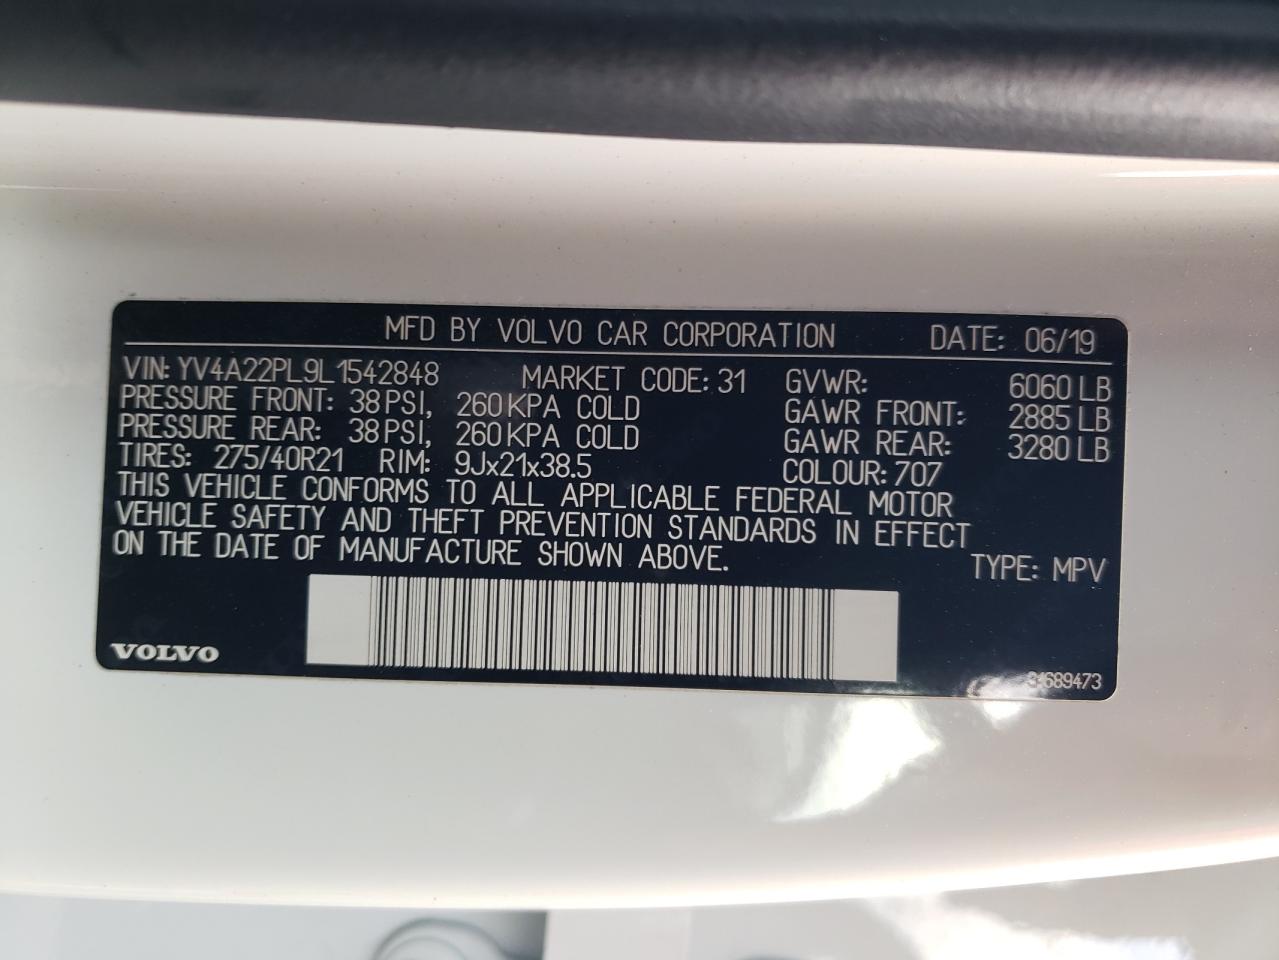 MFD BY VOLVO CAR CORPORATION DATE: 06/19
VIN: YV4A22PL9L1542848 MARKET CODE: 31 GVWR: 6060 LB
PRESSURE FRONT: 38 PSI, 260 KPA COLD GAWR FRONT: 2885 LB
PRESSURE REAR: 38 PSI, 260 KPA COLD GAWR REAR: 3280 LB
TIRES: 275/40R21 RIM: 9Jx21x38.5 COLOUR: 707
THIS VEHICLE CONFORMS TO ALL APPLICABLE FEDERAL MOTOR
VEHICLE SAFETY AND THEFT PREVENTION STANDARDS IN EFFECT
ON THE DATE OF MANUFACTURE SHOWN ABOVE. TYPE: MPV
VOLVO